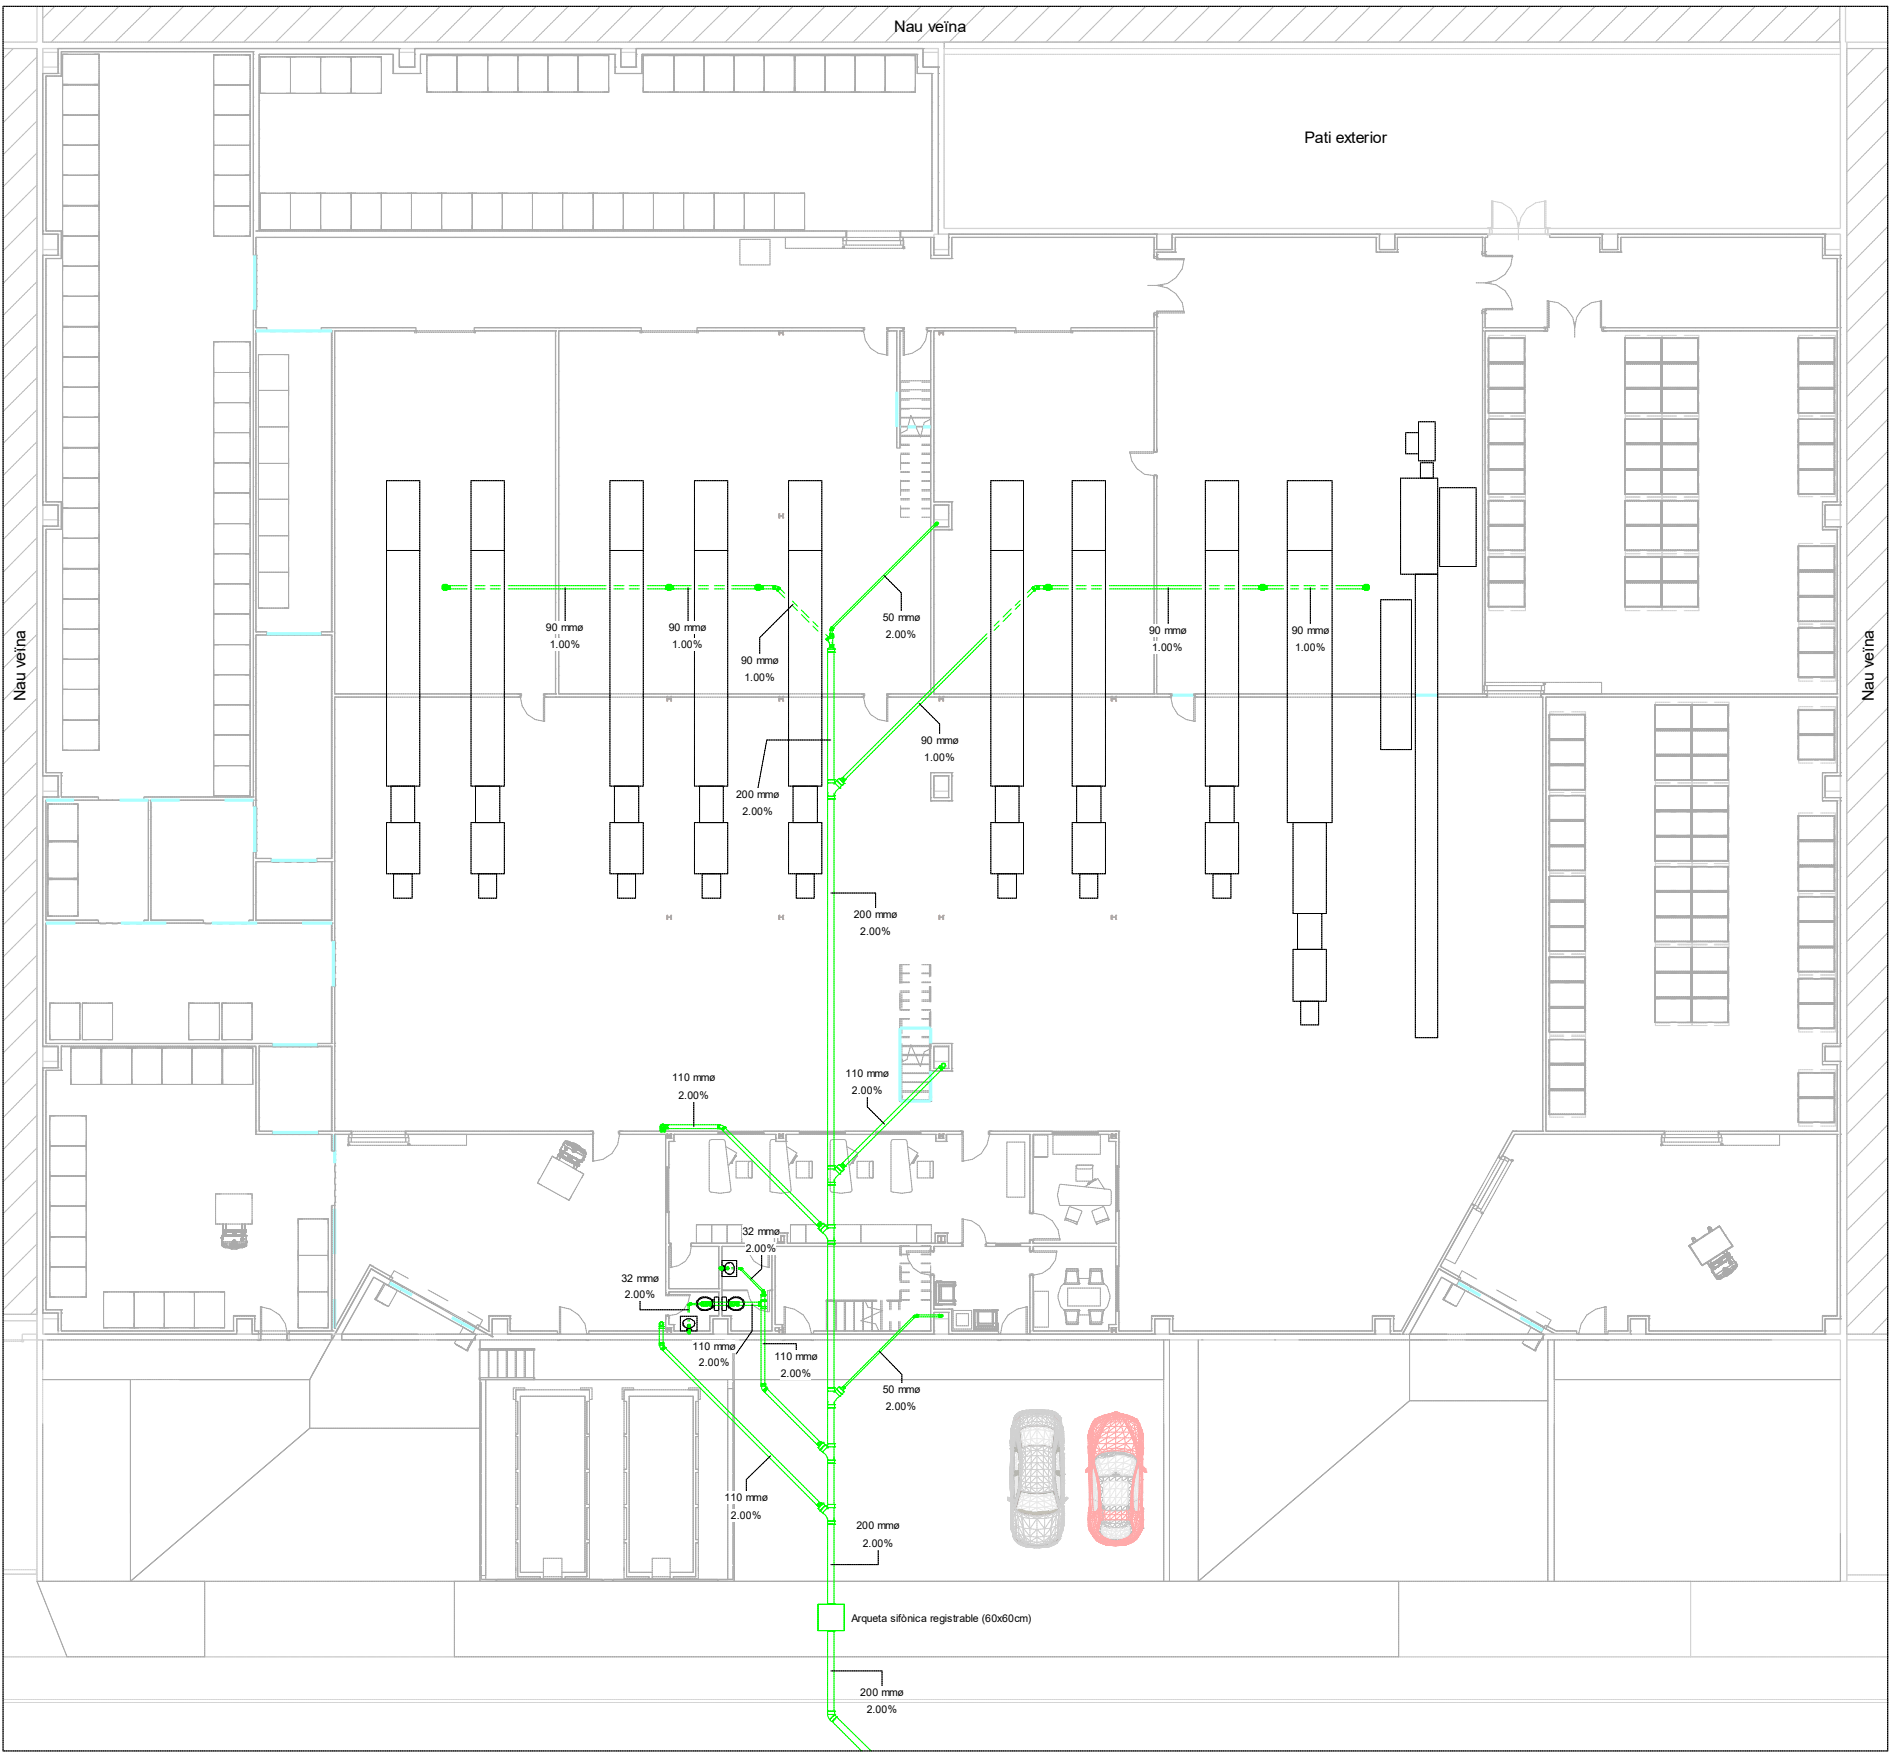 Nau veïna
Pati exterior
Nau veïna
Nau veïna
50 mmø
2.00%
90 mmø
1.00%
90 mmø
1.00%
90 mmø
1.00%
90 mmø
1.00%
90 mmø
1.00%
90 mmø
1.00%
200 mmø
2.00%
200 mmø
2.00%
110 mmø
2.00%
110 mmø
2.00%
32 mmø
2.00%
32 mmø
2.00%
110 mmø
2.00%
110 mmø
2.00%
50 mmø
2.00%
110 mmø
2.00%
200 mmø
2.00%
Arqueta sifònica registrable (60x60cm)
200 mmø
2.00%